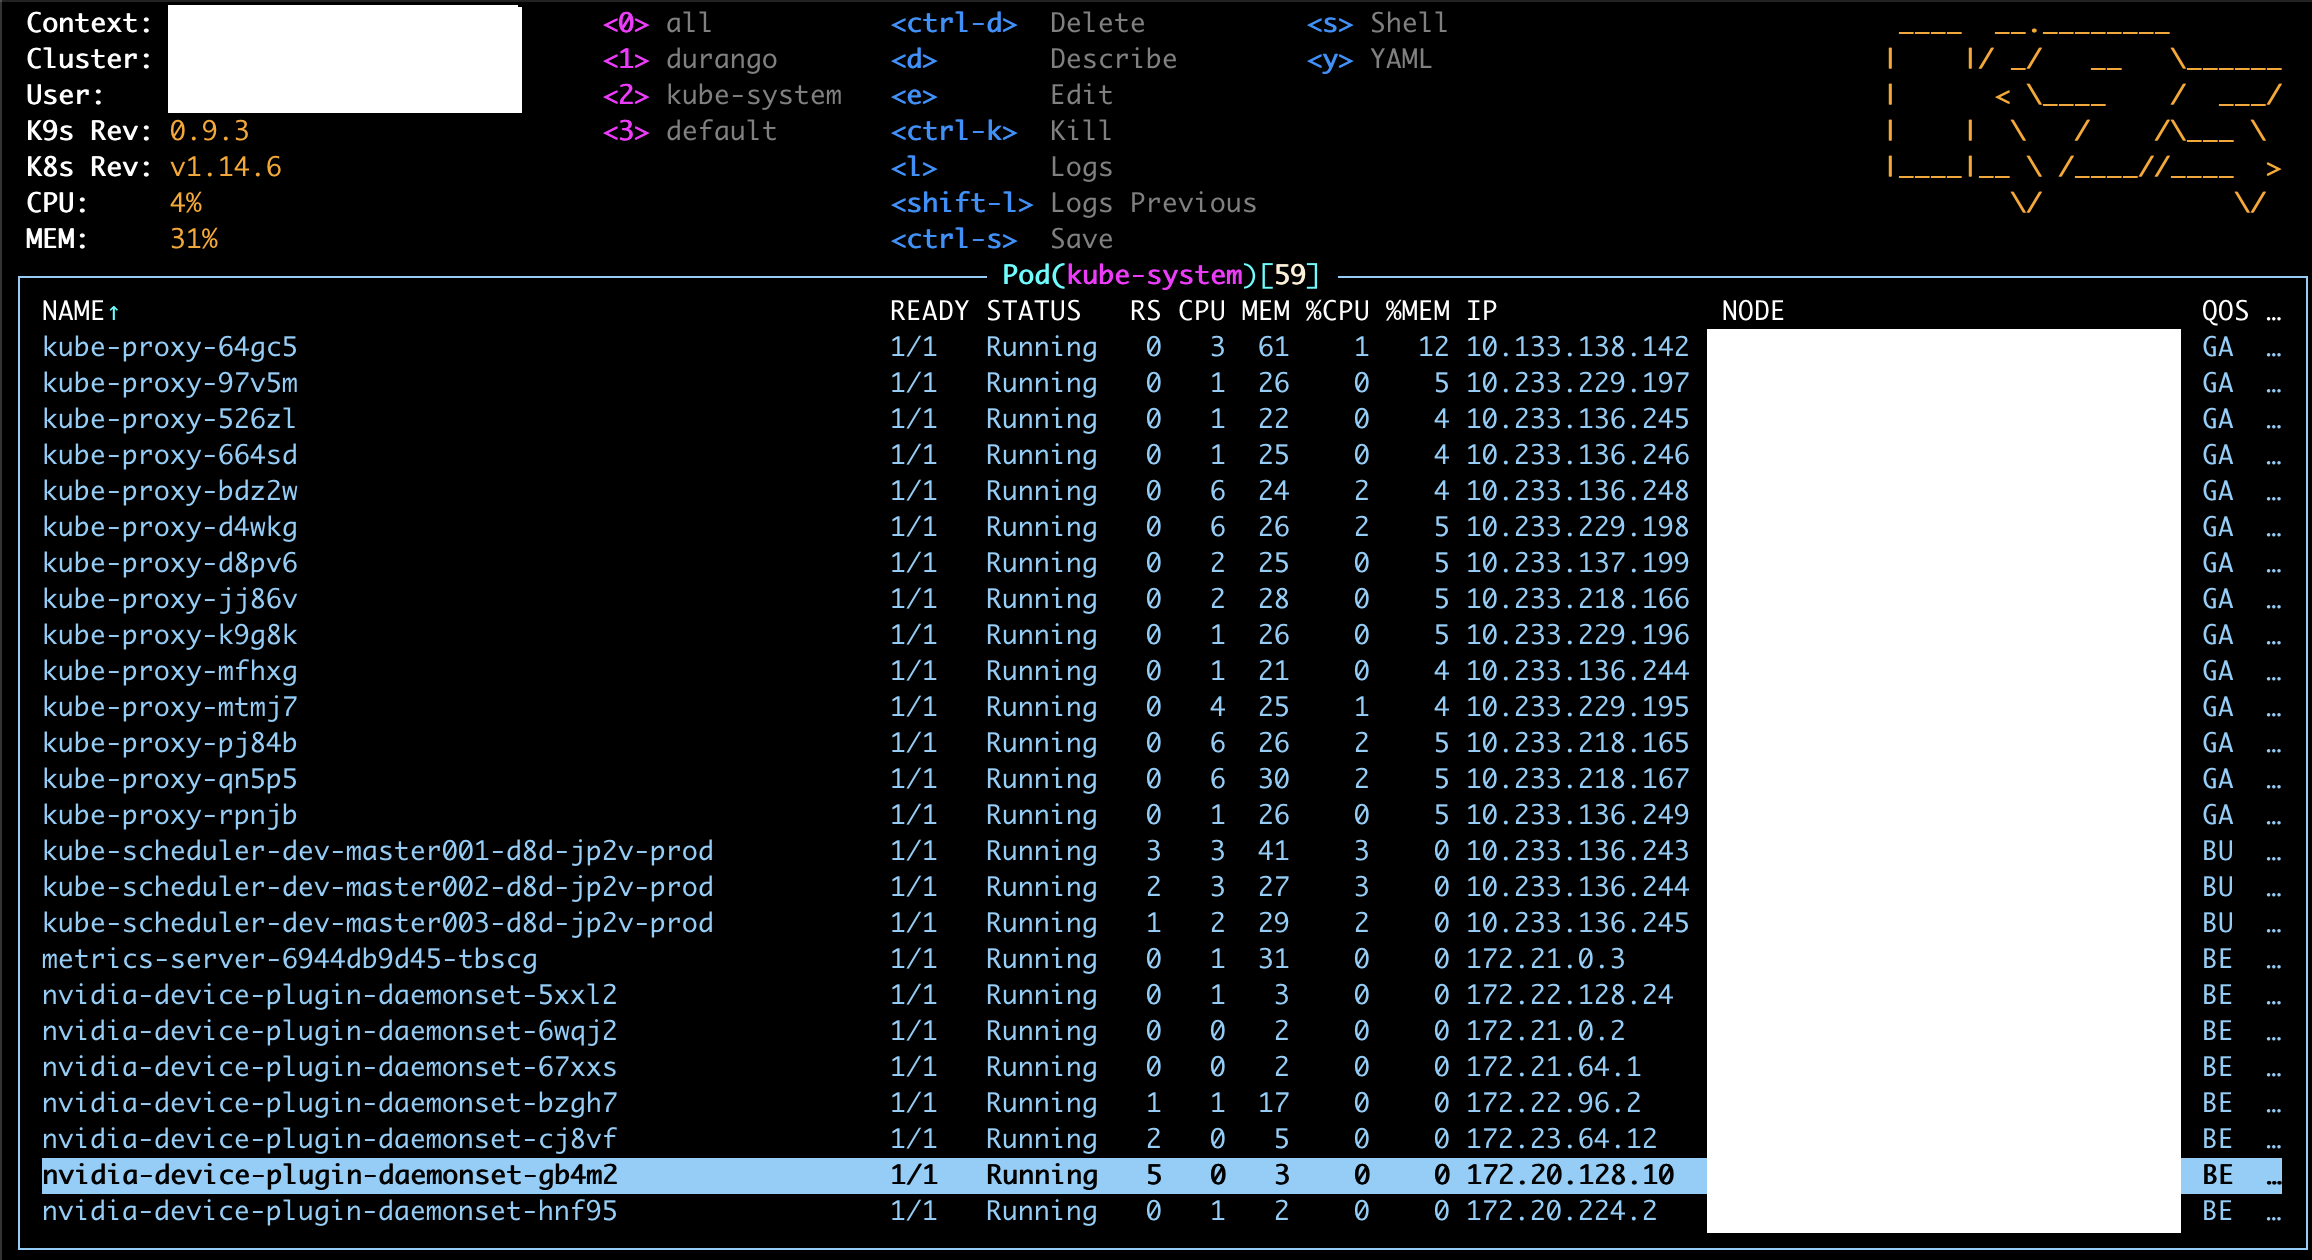 Context: <0> all <ctrl-d> Delete <s> Shell
Cluster: <1> durango <d> Describe <y> YAML
User: <2> kube-system <e> Edit
K9s Rev: 0.9.3 <3> default <ctrl-k> Kill
K8s Rev: v1.14.6 <l> Logs
CPU: 4% <shift-l> Logs Previous
MEM: 31% <ctrl-s> Save
Pod(kube-system)[59]
NAME↑ READY STATUS RS CPU MEM %CPU %MEM IP NODE QOS …
kube-proxy-64gc5 1/1 Running 0 3 61 1 12 10.133.138.142 GA …
kube-proxy-97v5m 1/1 Running 0 1 26 0 5 10.233.229.197 GA …
kube-proxy-526zl 1/1 Running 0 1 22 0 4 10.233.136.245 GA …
kube-proxy-664sd 1/1 Running 0 1 25 0 4 10.233.136.246 GA …
kube-proxy-bdz2w 1/1 Running 0 6 24 2 4 10.233.136.248 GA …
kube-proxy-d4wkg 1/1 Running 0 6 26 2 5 10.233.229.198 GA …
kube-proxy-d8pv6 1/1 Running 0 2 25 0 5 10.233.137.199 GA …
kube-proxy-jj86v 1/1 Running 0 2 28 0 5 10.233.218.166 GA …
kube-proxy-k9g8k 1/1 Running 0 1 26 0 5 10.233.229.196 GA …
kube-proxy-mfhxg 1/1 Running 0 1 21 0 4 10.233.136.244 GA …
kube-proxy-mtmj7 1/1 Running 0 4 25 1 4 10.233.229.195 GA …
kube-proxy-pj84b 1/1 Running 0 6 26 2 5 10.233.218.165 GA …
kube-proxy-qn5p5 1/1 Running 0 6 30 2 5 10.233.218.167 GA …
kube-proxy-rpnjb 1/1 Running 0 1 26 0 5 10.233.136.249 GA …
kube-scheduler-dev-master001-d8d-jp2v-prod 1/1 Running 3 3 41 3 0 10.233.136.243 BU …
kube-scheduler-dev-master002-d8d-jp2v-prod 1/1 Running 2 3 27 3 0 10.233.136.244 BU …
kube-scheduler-dev-master003-d8d-jp2v-prod 1/1 Running 1 2 29 2 0 10.233.136.245 BU …
metrics-server-6944db9d45-tbscg 1/1 Running 0 1 31 0 0 172.21.0.3 BE …
nvidia-device-plugin-daemonset-5xxl2 1/1 Running 0 1 3 0 0 172.22.128.24 BE …
nvidia-device-plugin-daemonset-6wqj2 1/1 Running 0 0 2 0 0 172.21.0.2 BE …
nvidia-device-plugin-daemonset-67xxs 1/1 Running 0 0 2 0 0 172.21.64.1 BE …
nvidia-device-plugin-daemonset-bzgh7 1/1 Running 1 1 17 0 0 172.22.96.2 BE …
nvidia-device-plugin-daemonset-cj8vf 1/1 Running 2 0 5 0 0 172.23.64.12 BE …
nvidia-device-plugin-daemonset-gb4m2 1/1 Running 5 0 3 0 0 172.20.128.10 BE …
nvidia-device-plugin-daemonset-hnf95 1/1 Running 0 1 2 0 0 172.20.224.2 BE …